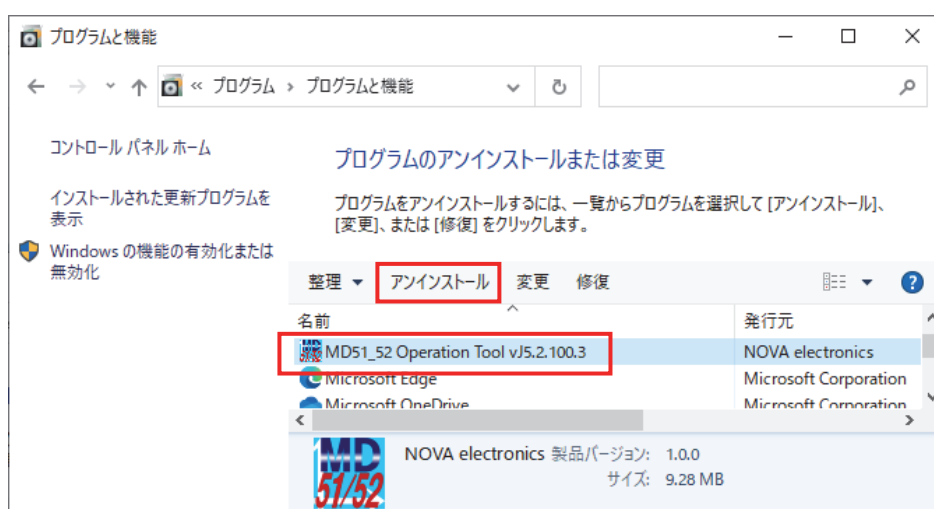 プログラムと機能
« プログラム › プログラムと機能
コントロール パネル ホーム
インストールされた更新プログラムを
表示
Windows の機能の有効化または
無効化
プログラムのアンインストールまたは変更
プログラムをアンインストールするには、一覧からプログラムを選択して [アンインストール]、
[変更]、または [修復] をクリックします。
整理 アンインストール 変更 修復
名前 発行元
MD51_52 Operation Tool vJ5.2.100.3 NOVA electronics
Microsoft Edge Microsoft Corporation
Microsoft OneDrive Microsoft Corporation
MD
51/52
NOVA electronics 製品バージョン: 1.0.0
サイズ: 9.28 MB